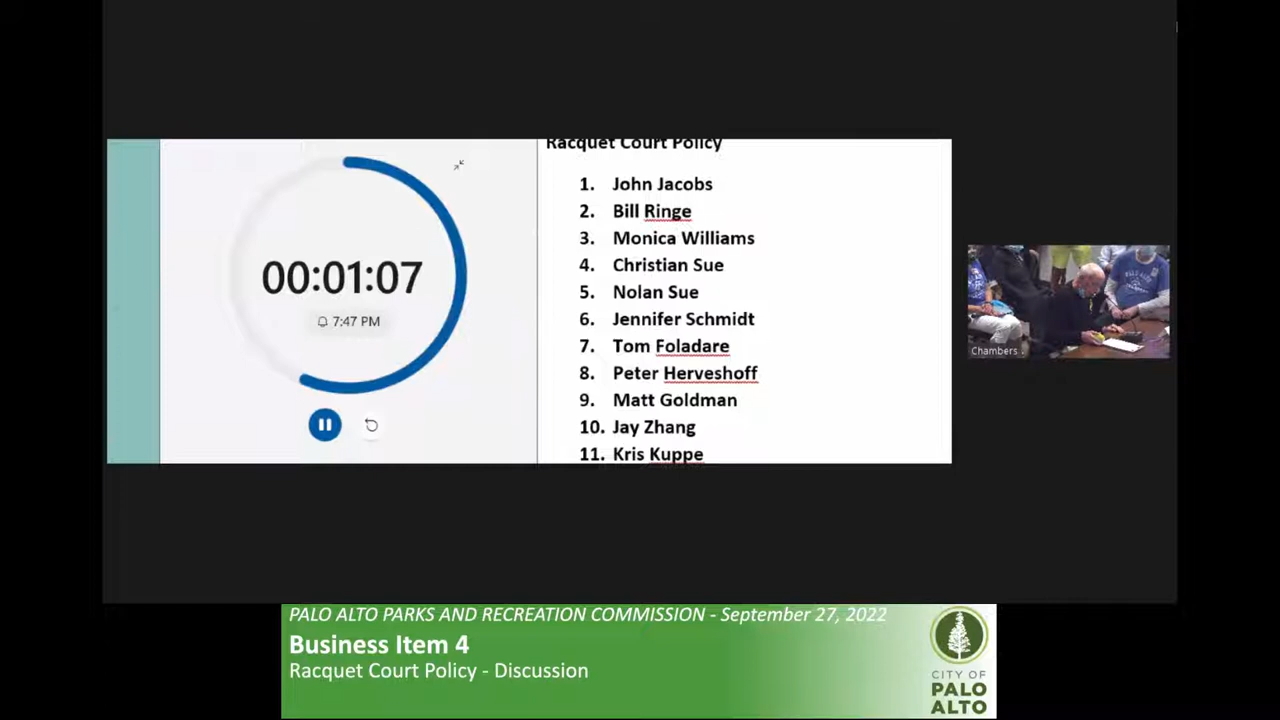 Racquet Court Policy
1. John Jacobs
2. Bill Ringe
3. Monica Williams
4. Christian Sue
5. Nolan Sue
6. Jennifer Schmidt
7. Tom Foladare
8. Peter Herveshoff
9. Matt Goldman
10. Jay Zhang
11. Kris Kuppe
00:01:07
7:47 PM
Chambers
PALO ALTO PARKS AND RECREATION COMMISSION - September 27, 2022
Business Item 4
Racquet Court Policy - Discussion
CITY OF
PALO
ALTO